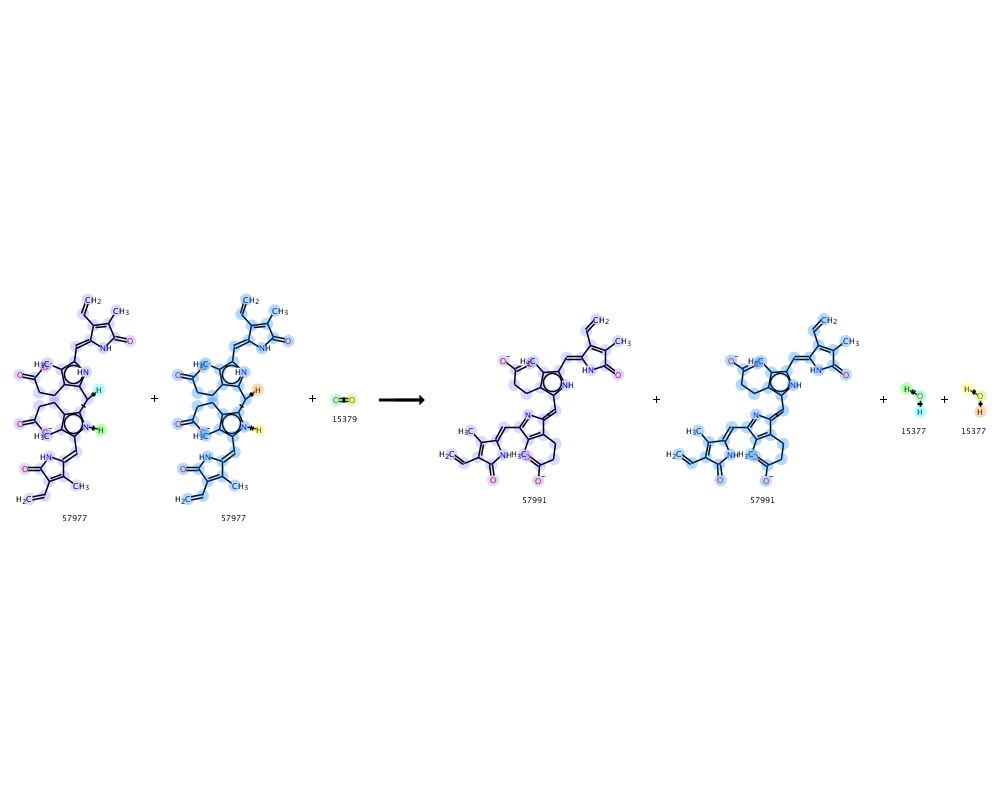 CH₂
CH₃
NH
O
H₃C
HN
O
H
O
N
H
H₃C⁻
HN
O
CH₃
H₂C
57977
+
CH₂
CH₃
NH
O
H₃C
HN
O
H
O
N
H
H₃C⁻
HN
O
CH₃
H₂C
57977
+
O
O
15379
CH₂
CH₃
O⁻
H₃C
O
HN
O
NH
N
H₃C
H₂C
NH
H₃C
O
O⁻
57991
+
CH₂
CH₃
O⁻
H₃C
HN
O
NH
N
H₃C
H₂C
NH
H₃C
O
O⁻
57991
+
H
O
H
15377
+
H
O
H
15377